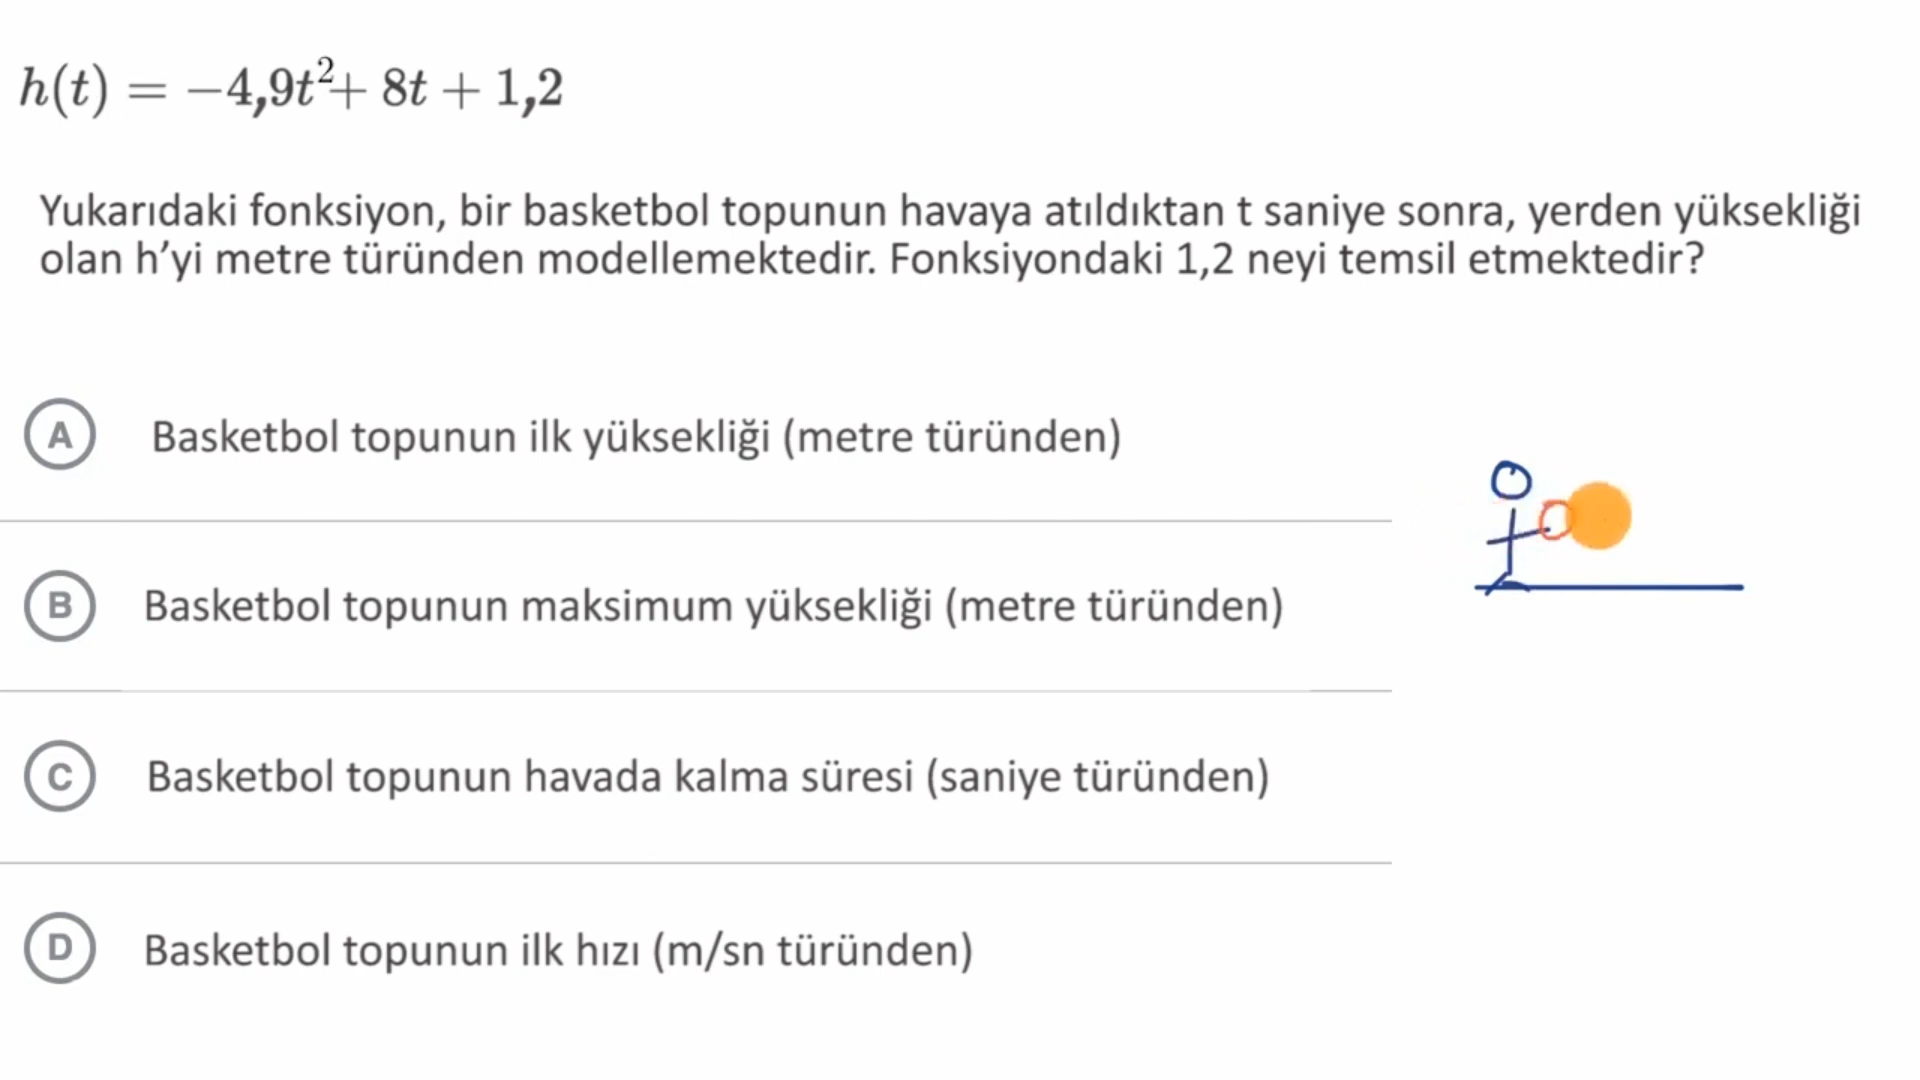 h(t) = −4,9t²+ 8t + 1,2
Yukarıdaki fonksiyon, bir basketbol topunun havaya atıldıktan t saniye sonra, yerden yüksekliği
olan h’yi metre türünden modellemektedir. Fonksiyondaki 1,2 neyi temsil etmektedir?
A Basketbol topunun ilk yüksekliği (metre türünden)
B Basketbol topunun maksimum yüksekliği (metre türünden)
C Basketbol topunun havada kalma süresi (saniye türünden)
D Basketbol topunun ilk hızı (m/sn türünden)